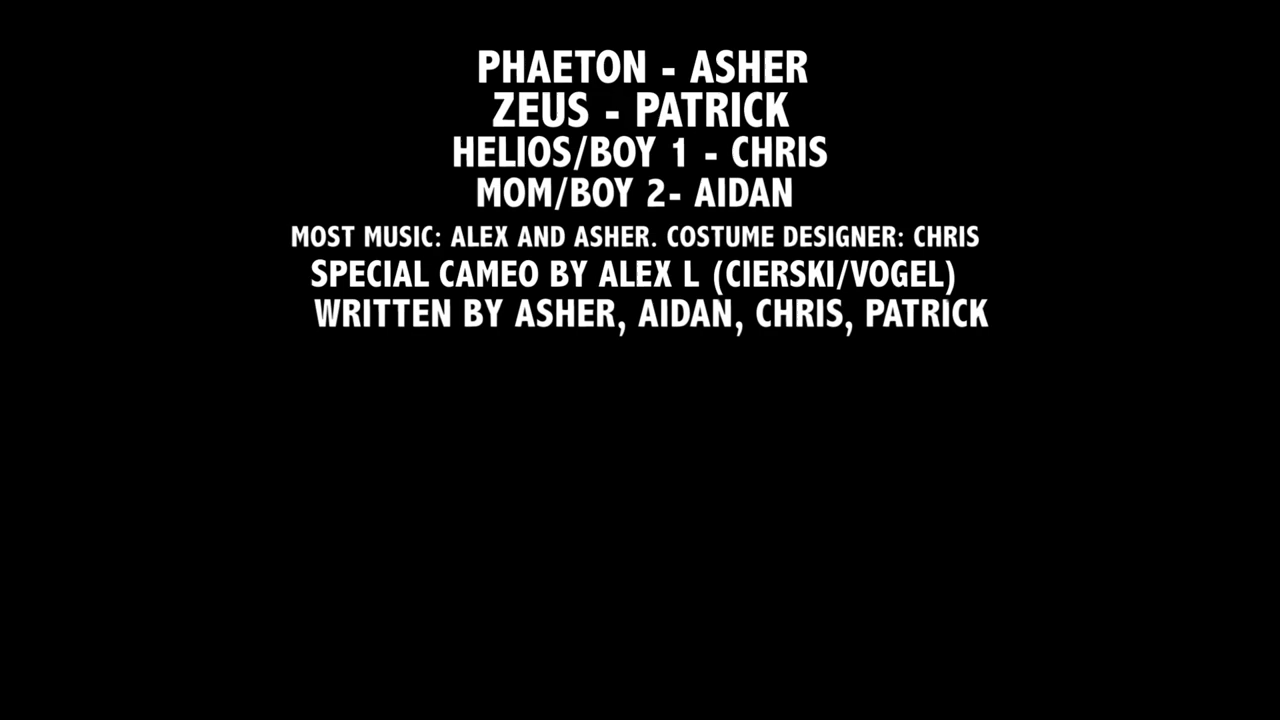 PHAETON - ASHER
ZEUS - PATRICK
HELIOS/BOY 1 - CHRIS
MOM/BOY 2- AIDAN
MOST MUSIC: ALEX AND ASHER. COSTUME DESIGNER: CHRIS
SPECIAL CAMEO BY ALEX L (CIERSKI/VOGEL)
WRITTEN BY ASHER, AIDAN, CHRIS, PATRICK